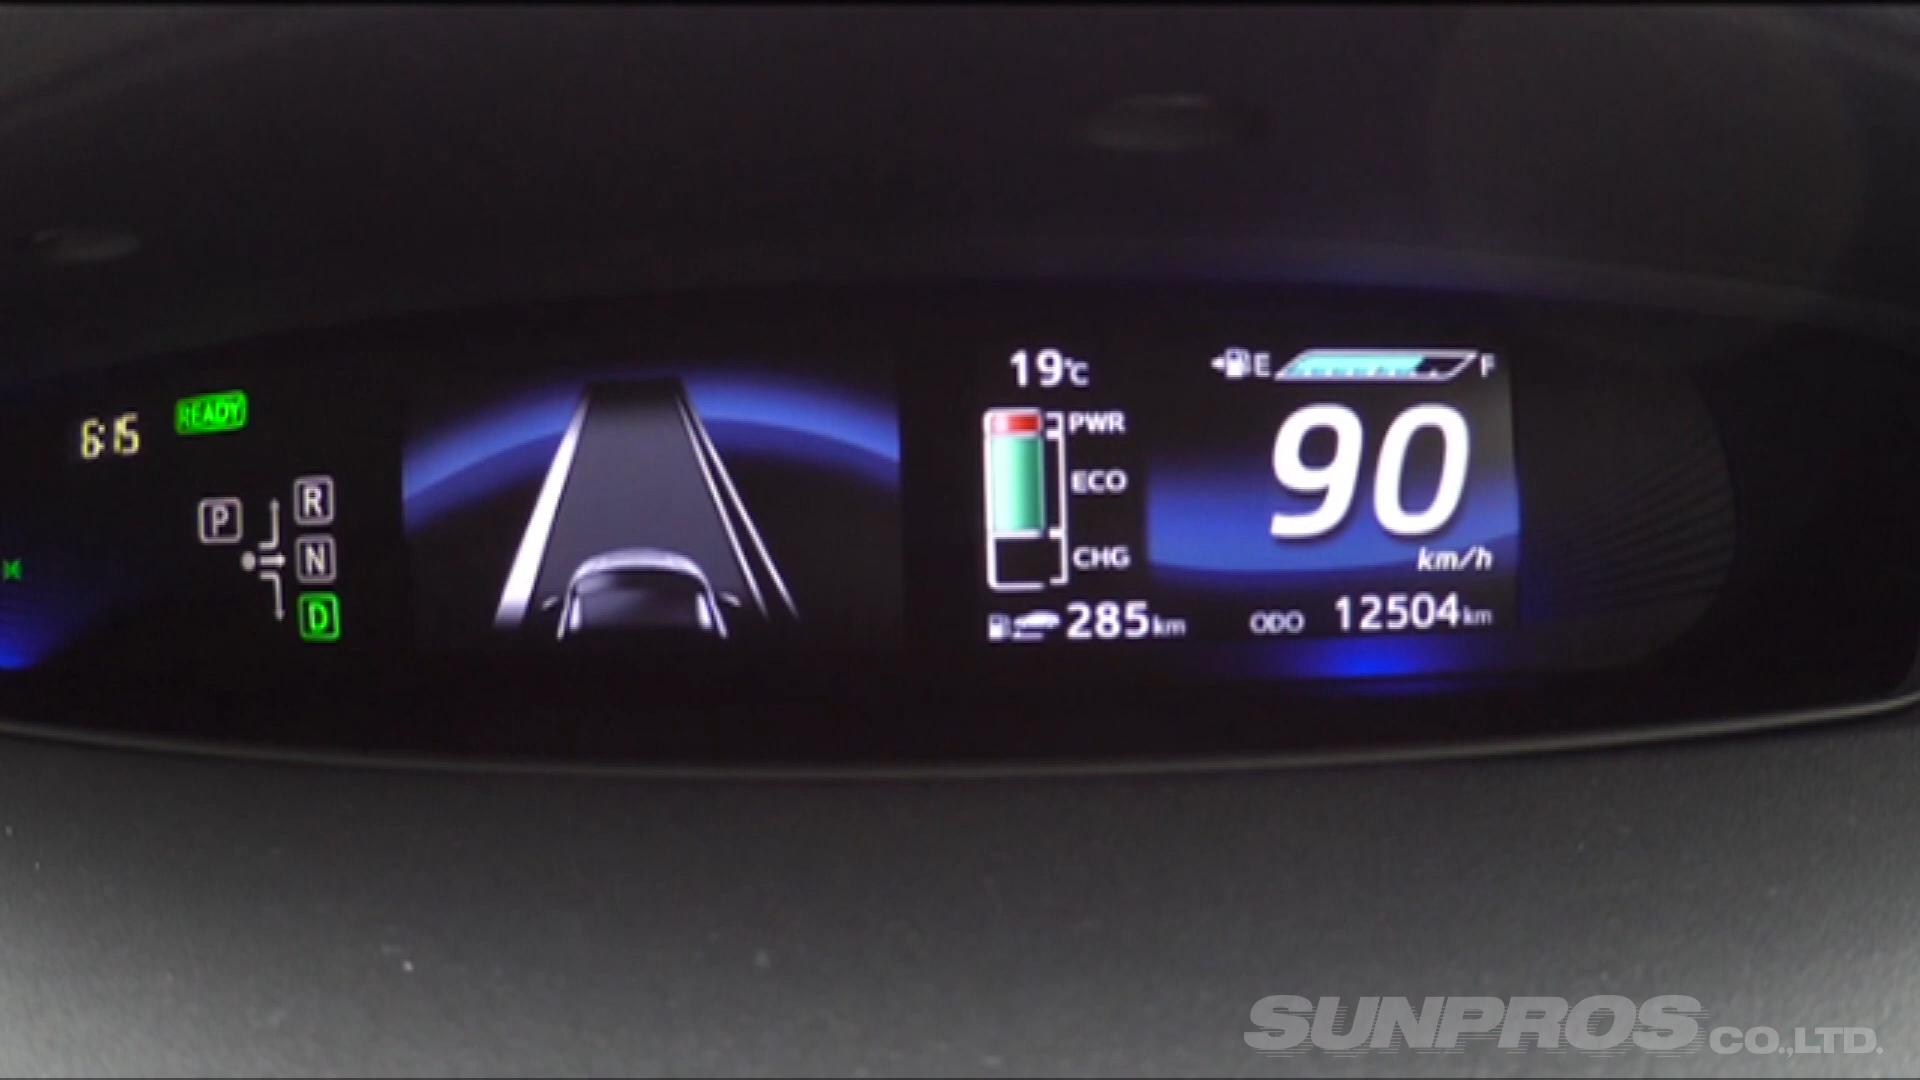 6:15
READY
P
R
N
D
19℃
PWR
ECO
CHG
285km
E F
90
km/h
ODO 12504km
SUNPROS CO.,LTD.